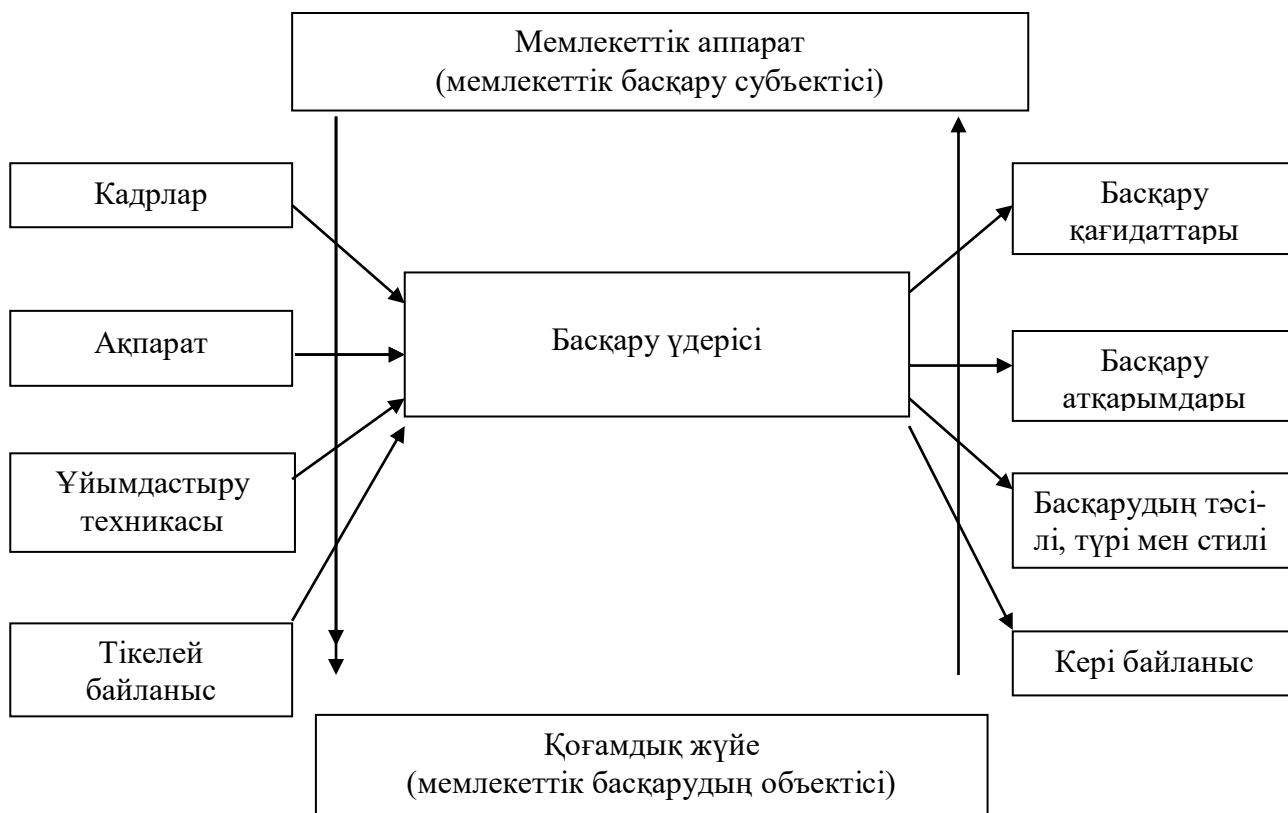 Мемлекеттік аппарат
(мемлекеттік басқару субъектісі)
Кадрлар
Басқару
қағидаттары
Ақпарат
Басқару үдерісі
Басқару
атқарымдары
Ұйымдастыру
техникасы
Басқарудың тәсі-
лі, түрі мен стилі
Тікелей
байланыс
Кері байланыс
Қоғамдық жүйе
(мемлекеттік басқарудың объектісі)